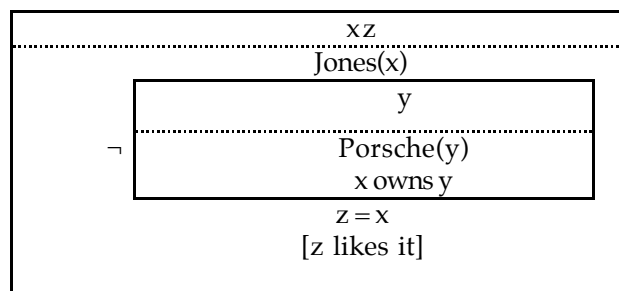 x z
Jones(x)
y
¬ Porsche(y)
x owns y
z = x
[z likes it]